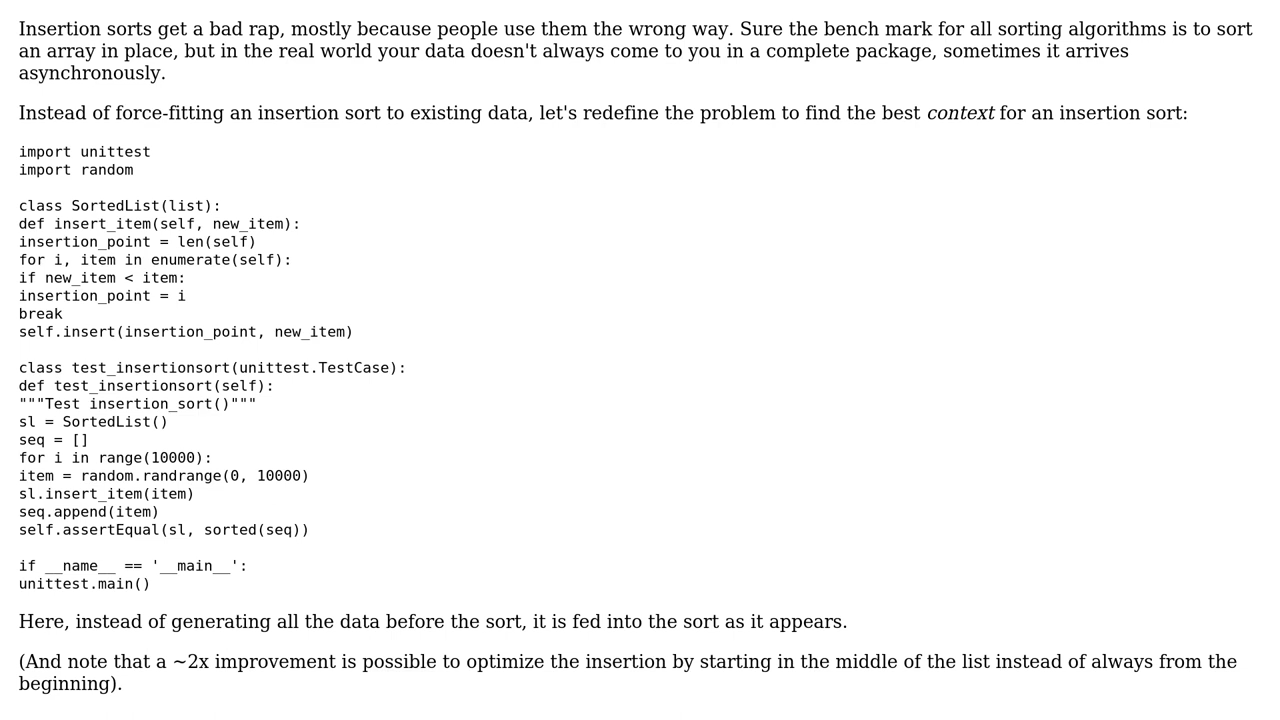 Insertion sorts get a bad rap, mostly because people use them the wrong way. Sure the bench mark for all sorting algorithms is to sort
an array in place, but in the real world your data doesn't always come to you in a complete package, sometimes it arrives
asynchronously.
Instead of force-fitting an insertion sort to existing data, let's redefine the problem to find the best context for an insertion sort:
import unittest
import random
class SortedList(list):
def insert_item(self, new_item):
insertion_point = len(self)
for i, item in enumerate(self):
if new_item < item:
insertion_point = i
break
self.insert(insertion_point, new_item)
class test_insertionsort(unittest.TestCase):
def test_insertionsort(self):
"""Test insertion_sort()"""
sl = SortedList()
seq = []
for i in range(10000):
item = random.randrange(0, 10000)
sl.insert_item(item)
seq.append(item)
self.assertEqual(sl, sorted(seq))
if __name__ == '__main__':
unittest.main()
Here, instead of generating all the data before the sort, it is fed into the sort as it appears.
(And note that a ~2x improvement is possible to optimize the insertion by starting in the middle of the list instead of always from the
beginning).